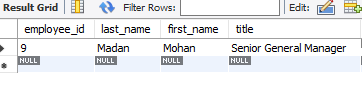 Result Grid Filter Rows: Edit:
employee_id last_name first_name title
9 Madan Mohan Senior General Manager
NULL NULL NULL NULL